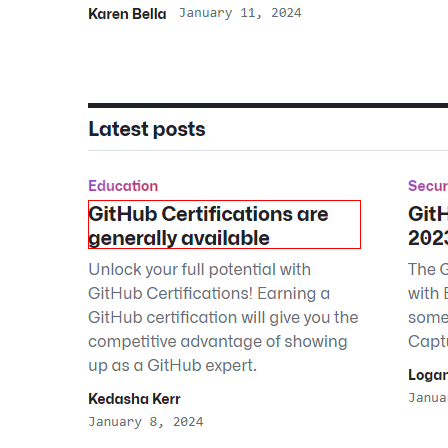 Karen Bella January 11, 2024
Latest posts
Education
GitHub Certifications are
generally available
Unlock your full potential with
GitHub Certifications! Earning a
GitHub certification will give you the
competitive advantage of showing
up as a GitHub expert.
Kedasha Kerr
January 8, 2024
Secur
GitH
2023
The G
with E
some
Captu
Logan
Janua